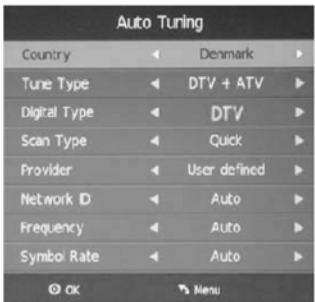 Auto Tuning
Country Denmark
Tune Type DTV + ATV
Digital Type DTV
Scan Type Quick
Provider User defined
Network ID Auto
Frequency Auto
Symbol Rate Auto
OK Menu